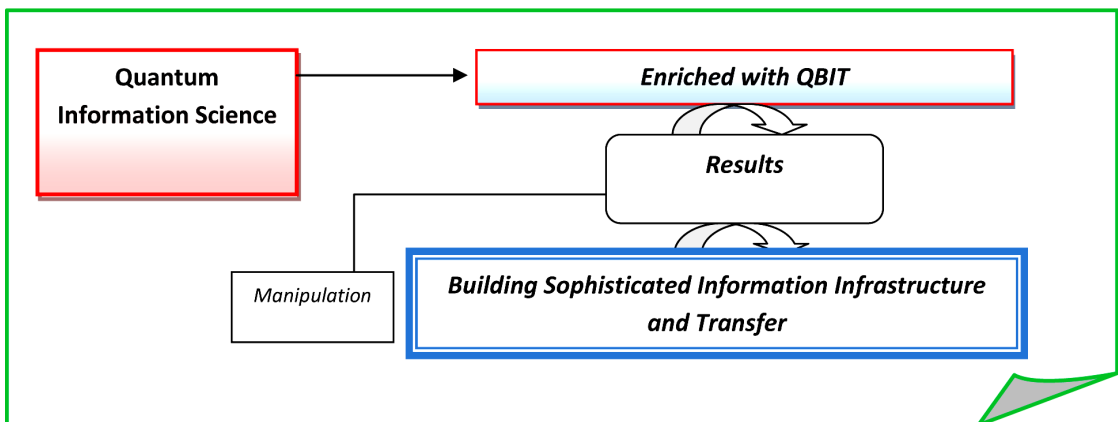 Quantum
Information Science
Enriched with QBIT
Results
Manipulation
Building Sophisticated Information Infrastructure
and Transfer